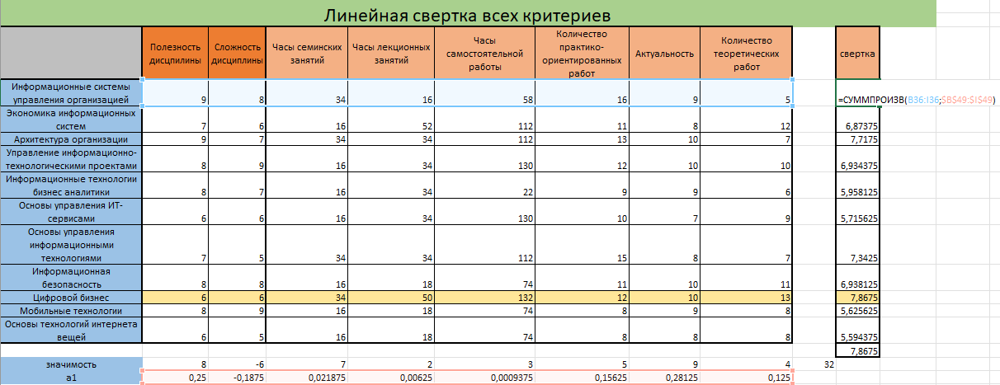 Линейная свертка всех критериев
Полезность
дисцпилины
Сложность
дисциплины
Часы семинских
занятий
Часы лекционных
занятий
Часы
самостоятельной
работы
Количество
практико-
ориентированных
работ
Актуальность
Количество
теоретических
работ
свертка
Информационные системы
управления организацией 9 8 34 16 58 16 9 5 =СУММПРОИЗВ(B36:I36;$B$49:$I$49)
Экономика информационных
систем 7 6 16 52 112 11 8 12 6,87375
Архитектура организации 9 7 34 34 112 13 10 7 7,7175
Управление информационно-
технологическими проектами 8 9 16 34 130 12 10 10 6,934375
Информационные технологии
бизнес аналитики 8 7 16 34 22 9 9 6 5,958125
Основы управления ИТ-
сервисами 6 6 16 34 130 10 7 9 5,715625
Основы управления
информационными
технологиями 7 5 34 34 112 15 8 7 7,3425
Информационная
безопасность 8 8 16 18 74 11 10 11 6,938125
Цифровой бизнес 6 6 34 50 132 12 10 13 7,8675
Мобильные технологии 8 9 16 18 74 8 9 8 5,625625
Основы технологий интернета
вещей 6 5 16 18 74 8 8 8 5,594375
7,8675
значимость 8 -6 7 2 3 5 9 4 32
a1 0,25 -0,1875 0,021875 0,00625 0,0009375 0,15625 0,28125 0,125